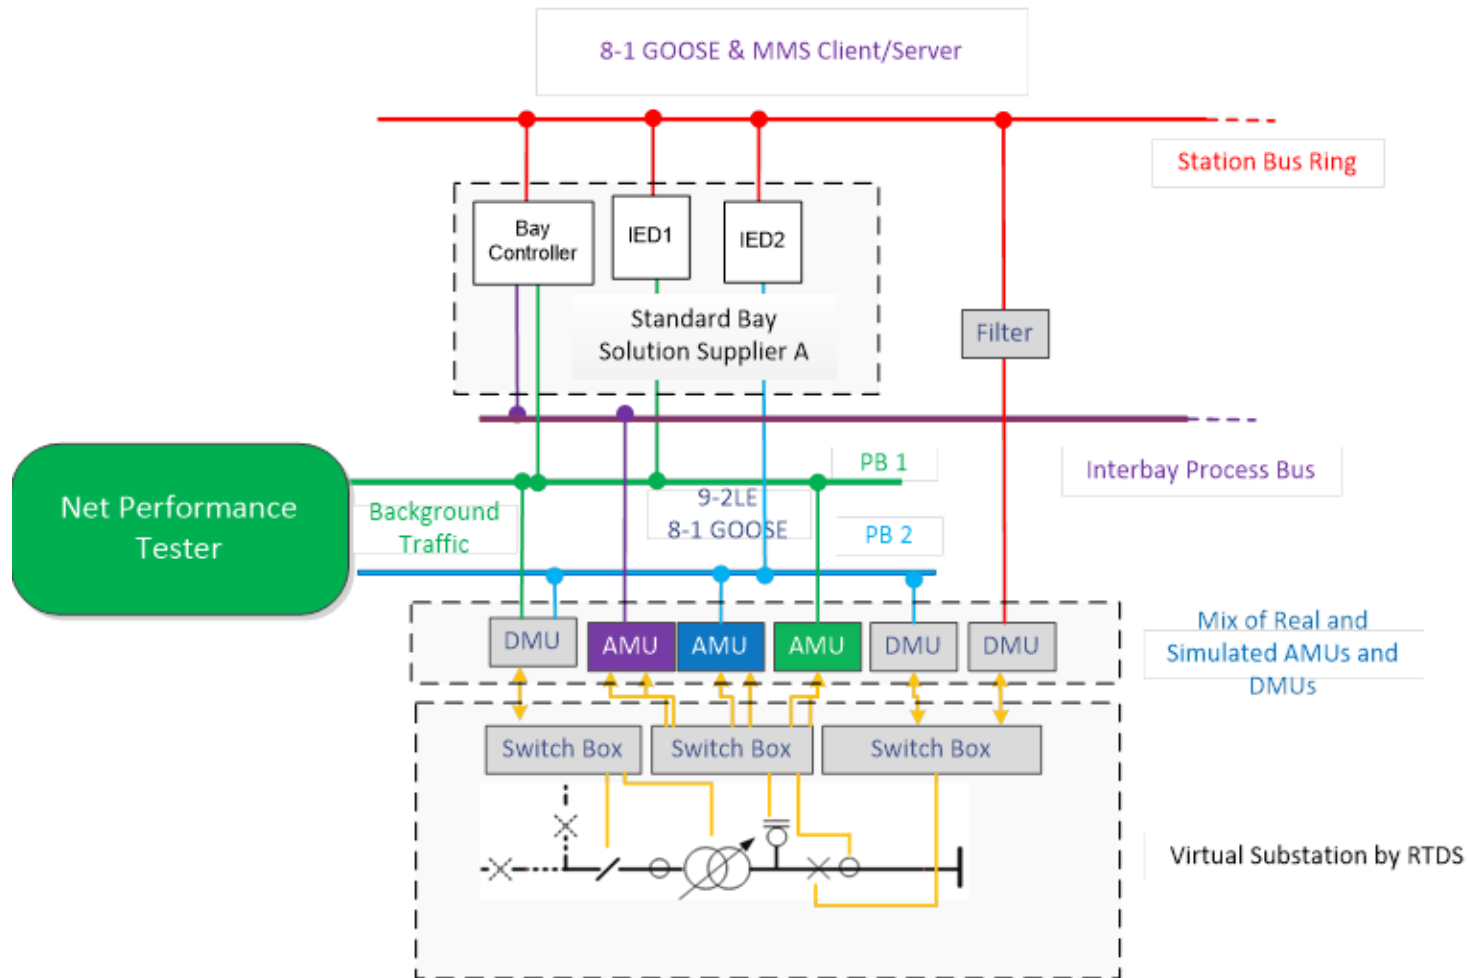 8-1 GOOSE & MMS Client/Server
Station Bus Ring
Bay
Controller
IED1
IED2
Standard Bay
Solution Supplier A
Filter
Interbay Process Bus
PB 1
Net Performance
Tester
Background
Traffic
9-2LE
8-1 GOOSE
PB 2
DMU
AMU
AMU
AMU
DMU
DMU
Mix of Real and
Simulated AMUs and
DMUs
Switch Box
Switch Box
Switch Box
Virtual Substation by RTDS